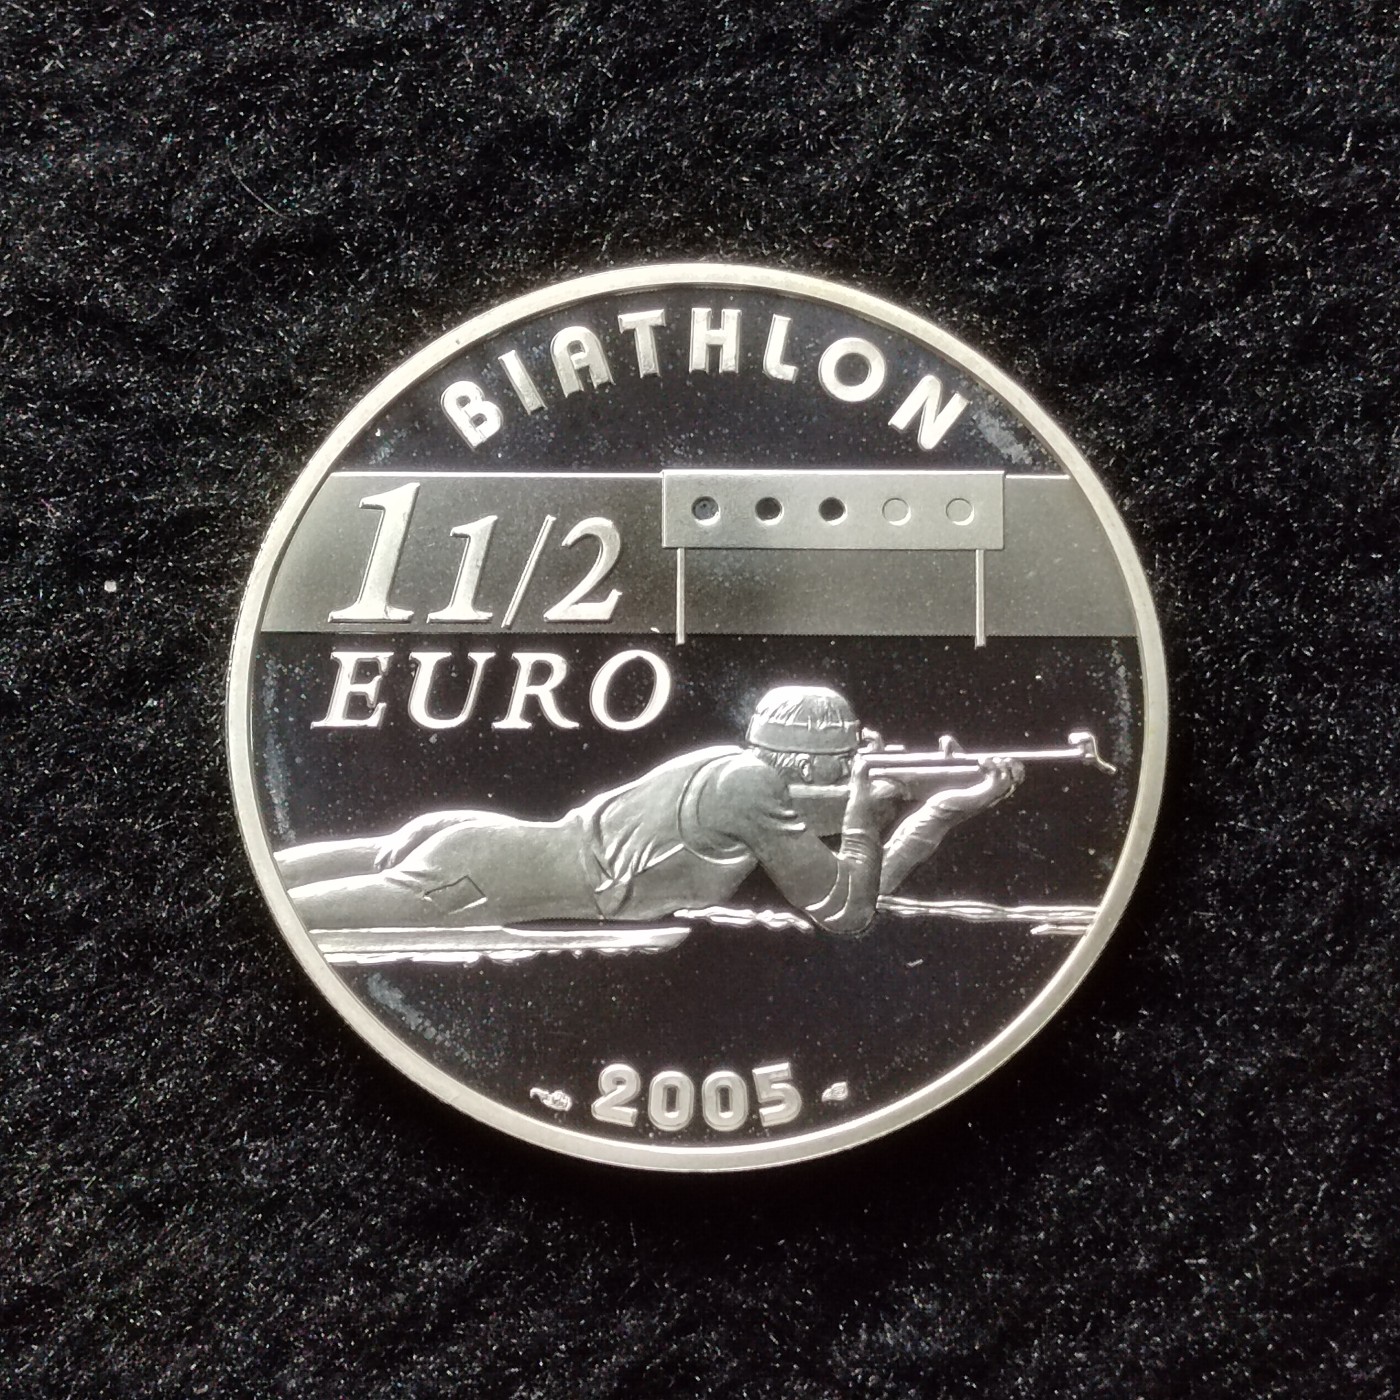 BIATHLON
1 1/2
EURO
2005